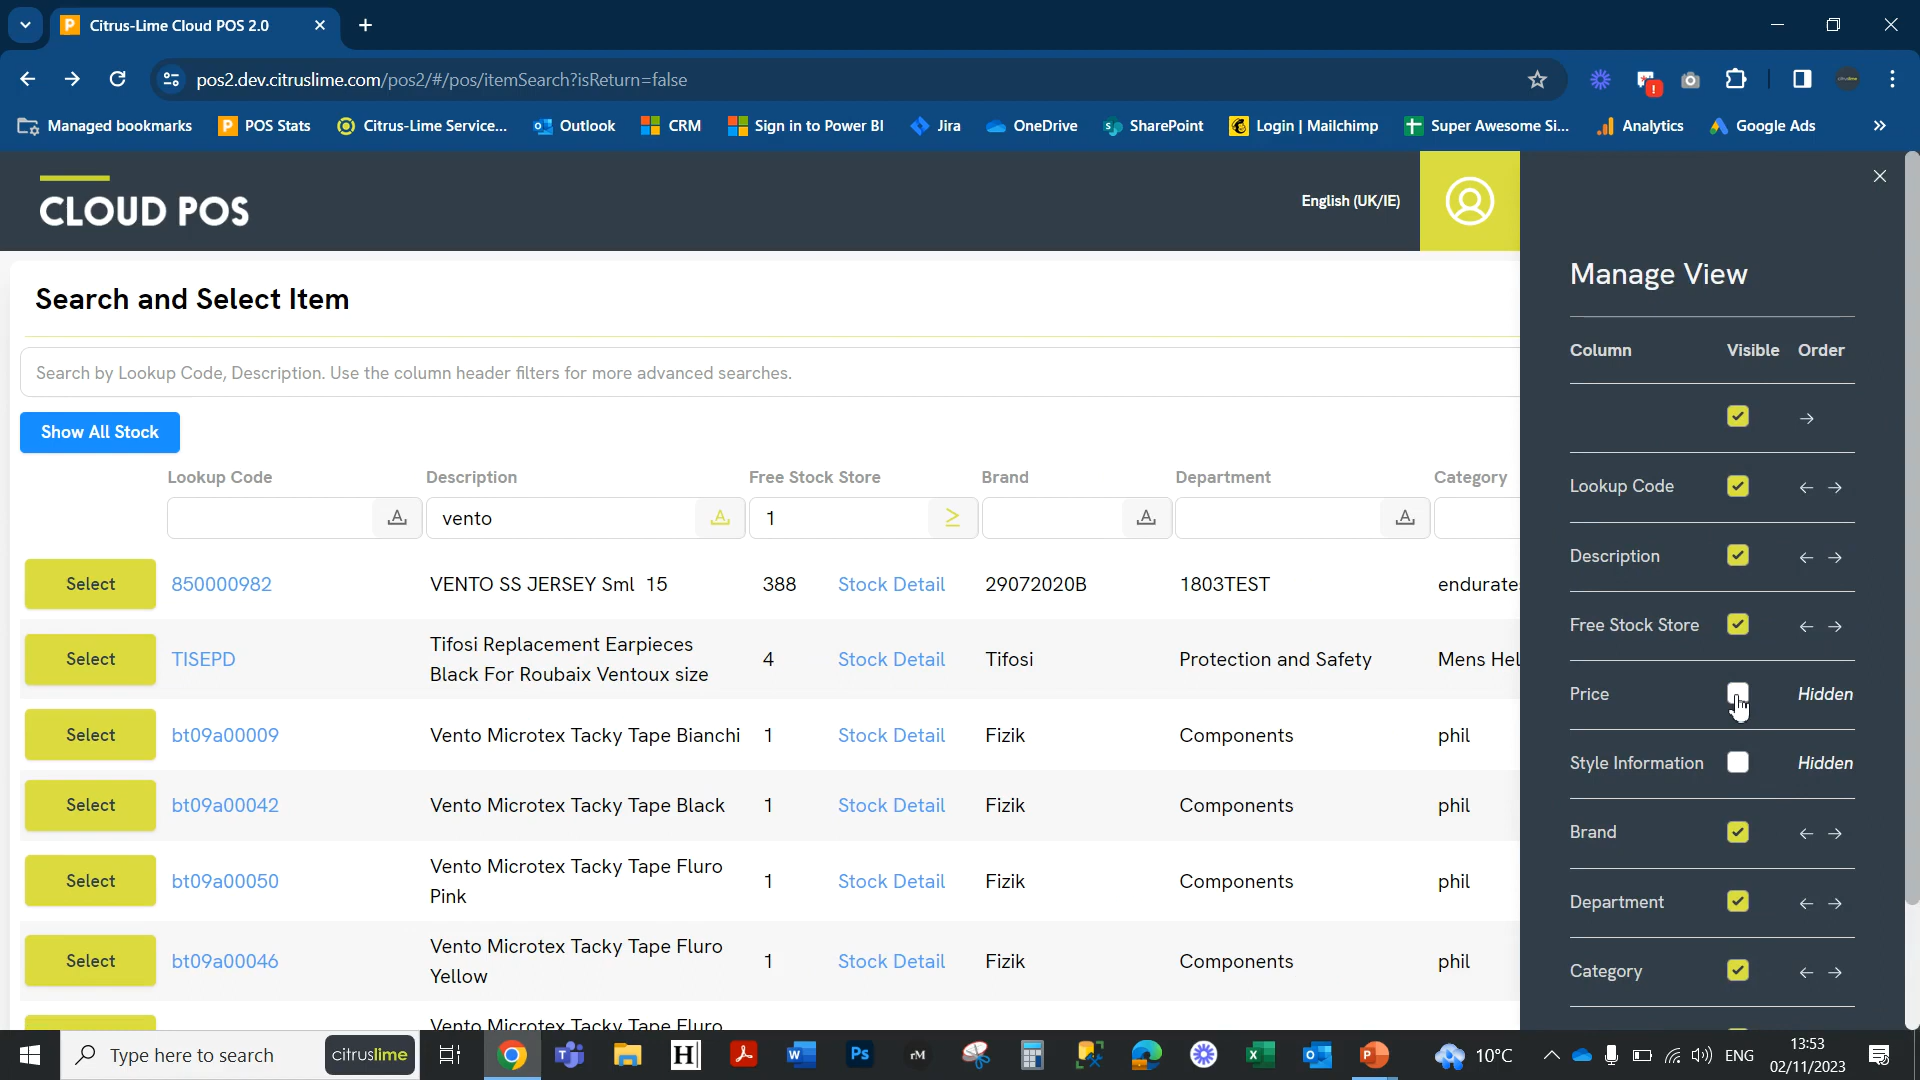 Citrus-Lime Cloud POS 2.0
pos2.dev.citruslime.com/pos2/#/pos/itemSearch?isReturn=false
Managed bookmarks POS Stats Citrus-Lime Service... Outlook CRM Sign in to Power BI Jira OneDrive SharePoint Login | Mailchimp Super Awesome Si... Analytics Google Ads
CLOUD POS
English (UK/IE)
Search and Select Item
Search by Lookup Code, Description. Use the column header filters for more advanced searches.
Show All Stock
Lookup Code Description Free Stock Store Brand Department Category
vento 1
Select 850000982 VENTO SS JERSEY Sml 15 388 Stock Detail 29072020B 1803TEST endurate
Select TISEPD Tifosi Replacement Earpieces
Black For Roubaix Ventoux size 4 Stock Detail Tifosi Protection and Safety Mens Hel
Select bt09a00009 Vento Microtex Tacky Tape Bianchi 1 Stock Detail Fizik Components phil
Select bt09a00042 Vento Microtex Tacky Tape Black 1 Stock Detail Fizik Components phil
Select bt09a00050 Vento Microtex Tacky Tape Fluro
Pink 1 Stock Detail Fizik Components phil
Select bt09a00046 Vento Microtex Tacky Tape Fluro
Yellow 1 Stock Detail Fizik Components phil
Vento Microtex Tacky Tape Fluro
Manage View
Column Visible Order
Lookup Code
Description
Free Stock Store
Price Hidden
Style Information Hidden
Brand
Department
Category
Type here to search citruslime
10°C ENG 13:53
02/11/2023